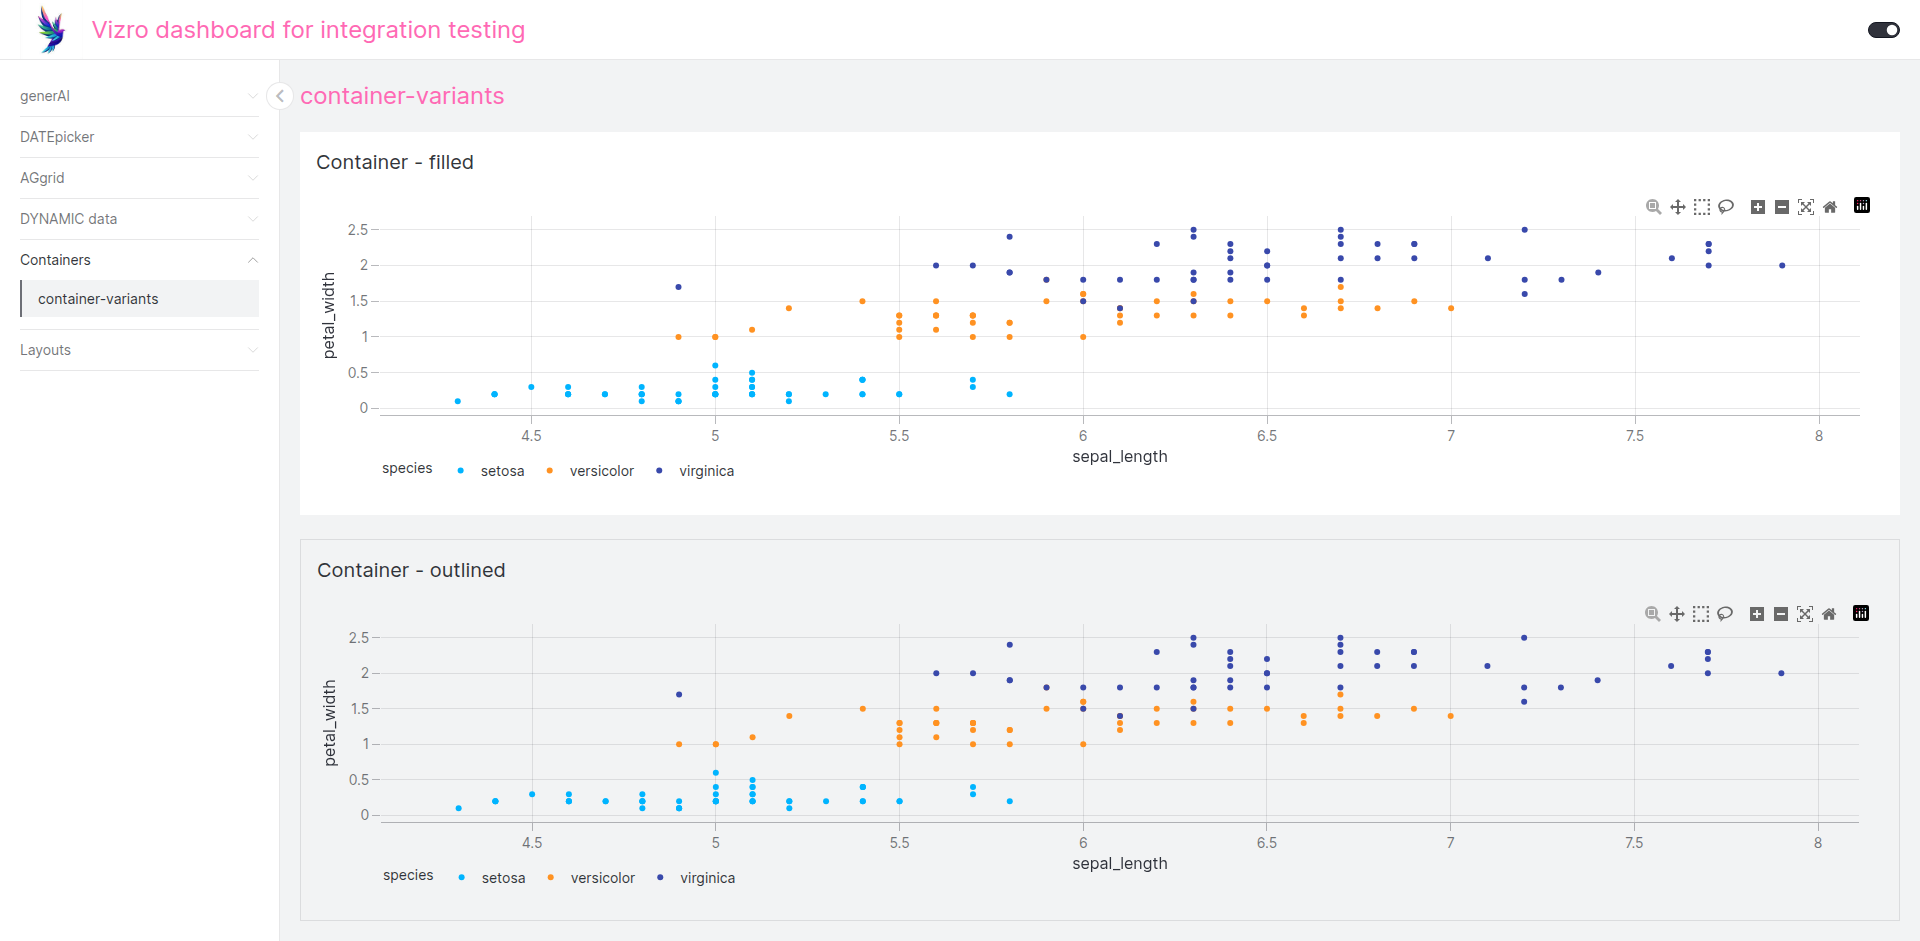 Vizro dashboard for integration testing
generAI
DATEpicker
AGgrid
DYNAMIC data
Containers
container-variants
Layouts
container-variants
Container - filled
petal_width
2.5
2
1.5
1
0.5
0
4.5 5 5.5 6 6.5 7 7.5 8
sepal_length
species setosa versicolor virginica
Container - outlined
petal_width
2.5
2
1.5
1
0.5
0
4.5 5 5.5 6 6.5 7 7.5 8
sepal_length
species setosa versicolor virginica